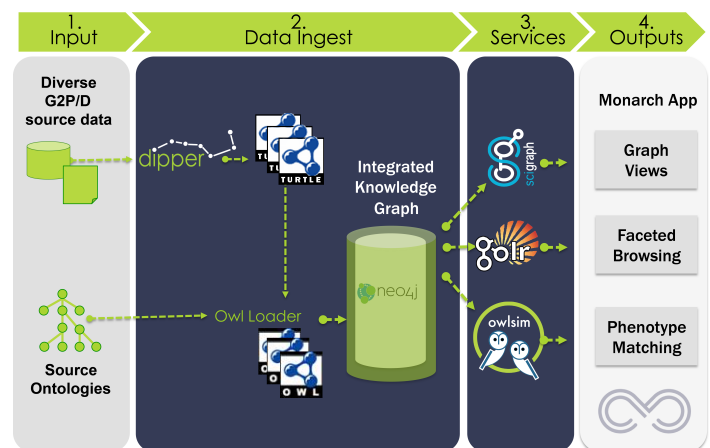 1.
Input
2.
Data Ingest
3.
Services
4.
Outputs
Diverse
G2P/D
source data
dipper
T U
T U
TURTLE
Integrated
Knowledge
Graph
neo4j
Owl Loader
O
O
OWL
Source
Ontologies
scigraph
golr
owlsim
Monarch App
Graph
Views
Faceted
Browsing
Phenotype
Matching